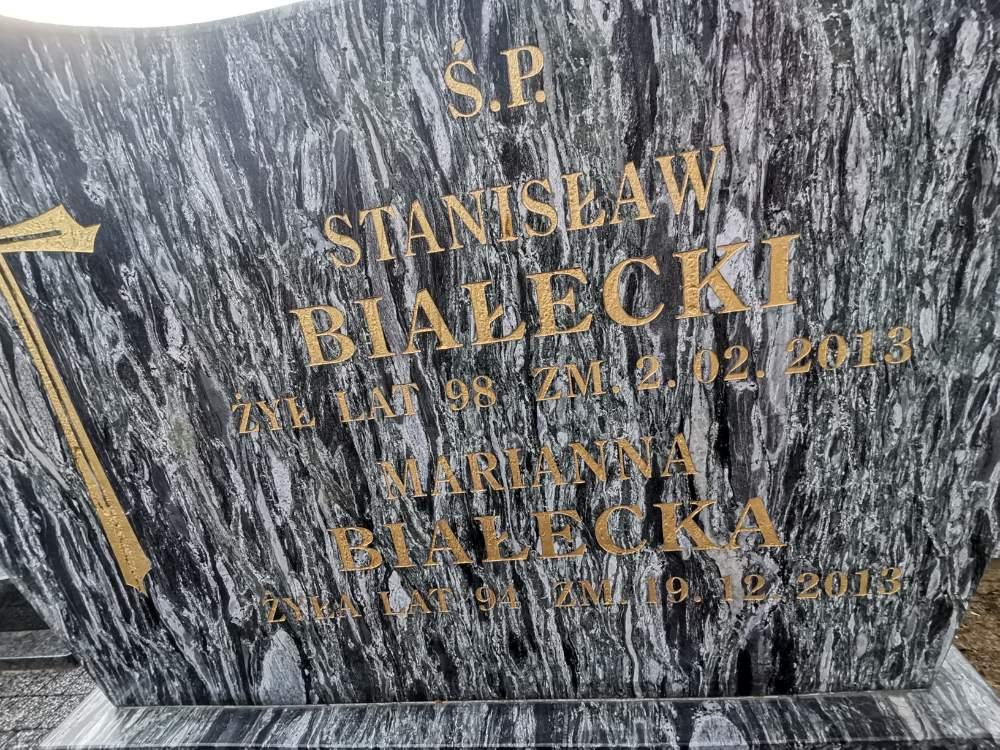 Ś.P.
STANISŁAW
BIAŁECKI
ŻYŁ LAT 98 ZM. 2. 02. 2013
MARIANNA
BIAŁECKA
ŻYŁA LAT 94 ZM. 19. 12. 2013